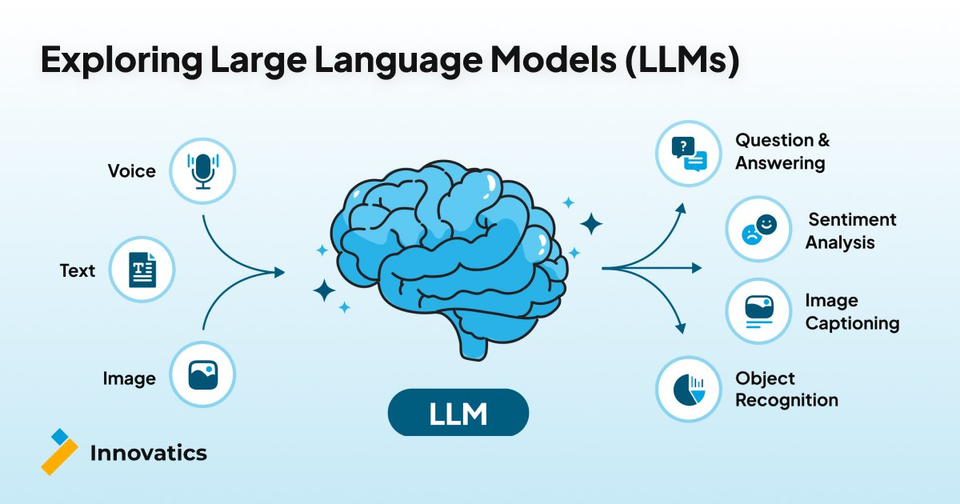 Exploring Large Language Models (LLMs)
Voice
Text
T
Image
LLM
?
Question &
Answering
Sentiment
Analysis
Image
Captioning
Object
Recognition
Innovatics